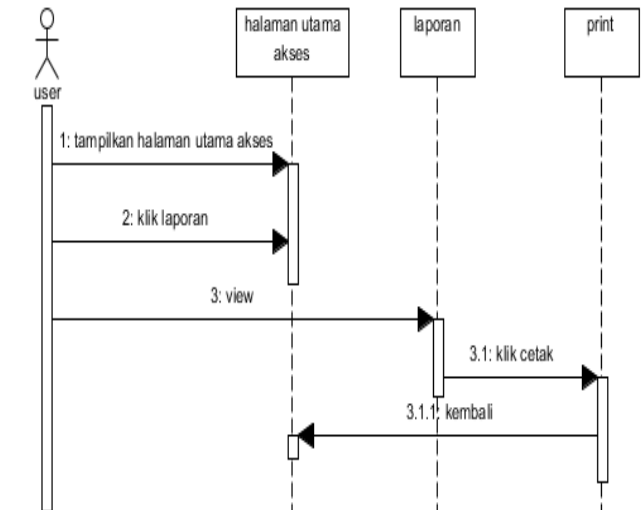 halaman utama
akses
laporan
print
user
1: tampilkan halaman utama akses
2: klik laporan
3: view
3.1: klik cetak
3.1.1: kembali